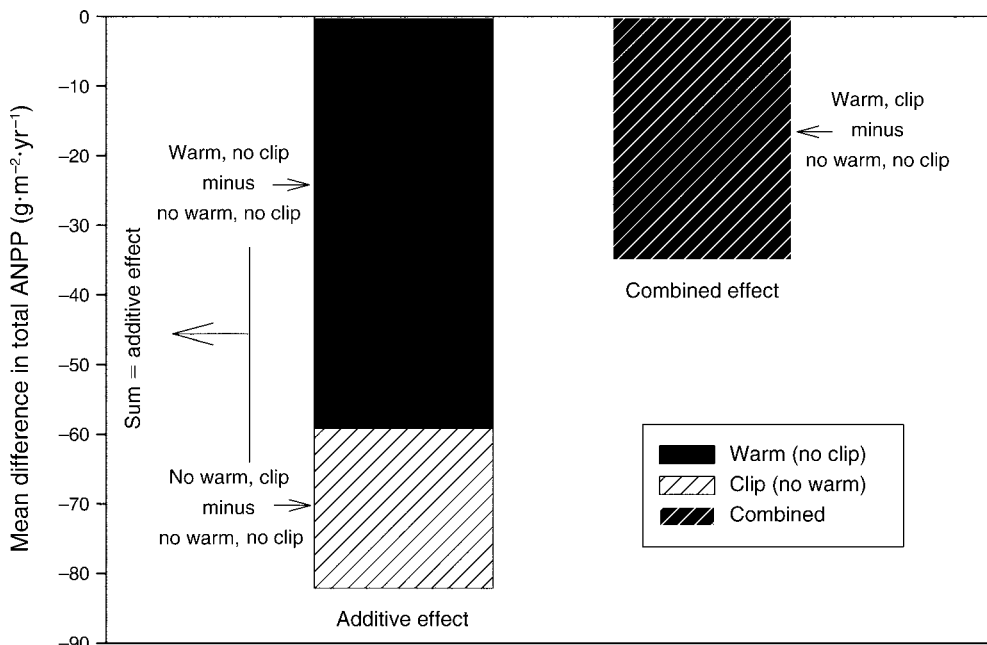 Mean difference in total ANPP (g·m⁻²·yr⁻¹)
0
–10
–20
–30
–40
–50
–60
–70
–80
–90
Sum = additive effect
Warm, no clip
minus
no warm, no clip
No warm, clip
minus
no warm, no clip
Additive effect
Warm, clip
minus
no warm, no clip
Combined effect
Warm (no clip)
Clip (no warm)
Combined